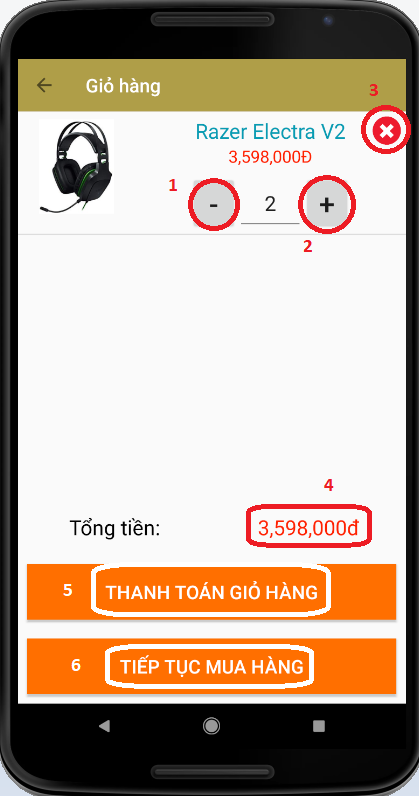 Giỏ hàng
3
Razer Electra V2
3,598,000Đ
1
- 2 +
2
4
Tổng tiền: 3,598,000đ
5 THANH TOÁN GIỎ HÀNG
6 TIẾP TỤC MUA HÀNG